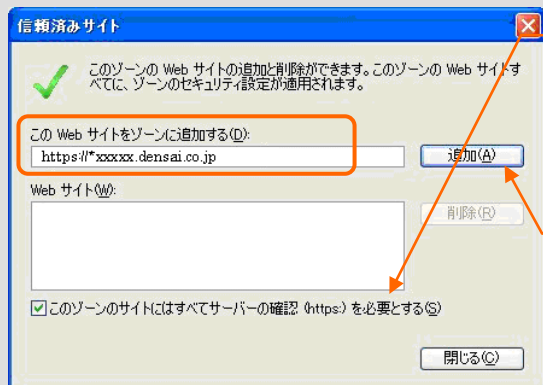 信頼済みサイト
このゾーンの Web サイトの追加と削除ができます。このゾーンの Web サイトす
べてに、ゾーンのセキュリティ設定が適用されます。
この Web サイトをゾーンに追加する(D):
https://*xxxxx.densai.co.jp
追加(A)
Web サイト(W):
削除(R)
このゾーンのサイトにはすべてサーバーの確認 (https:) を必要とする(S)
閉じる(C)